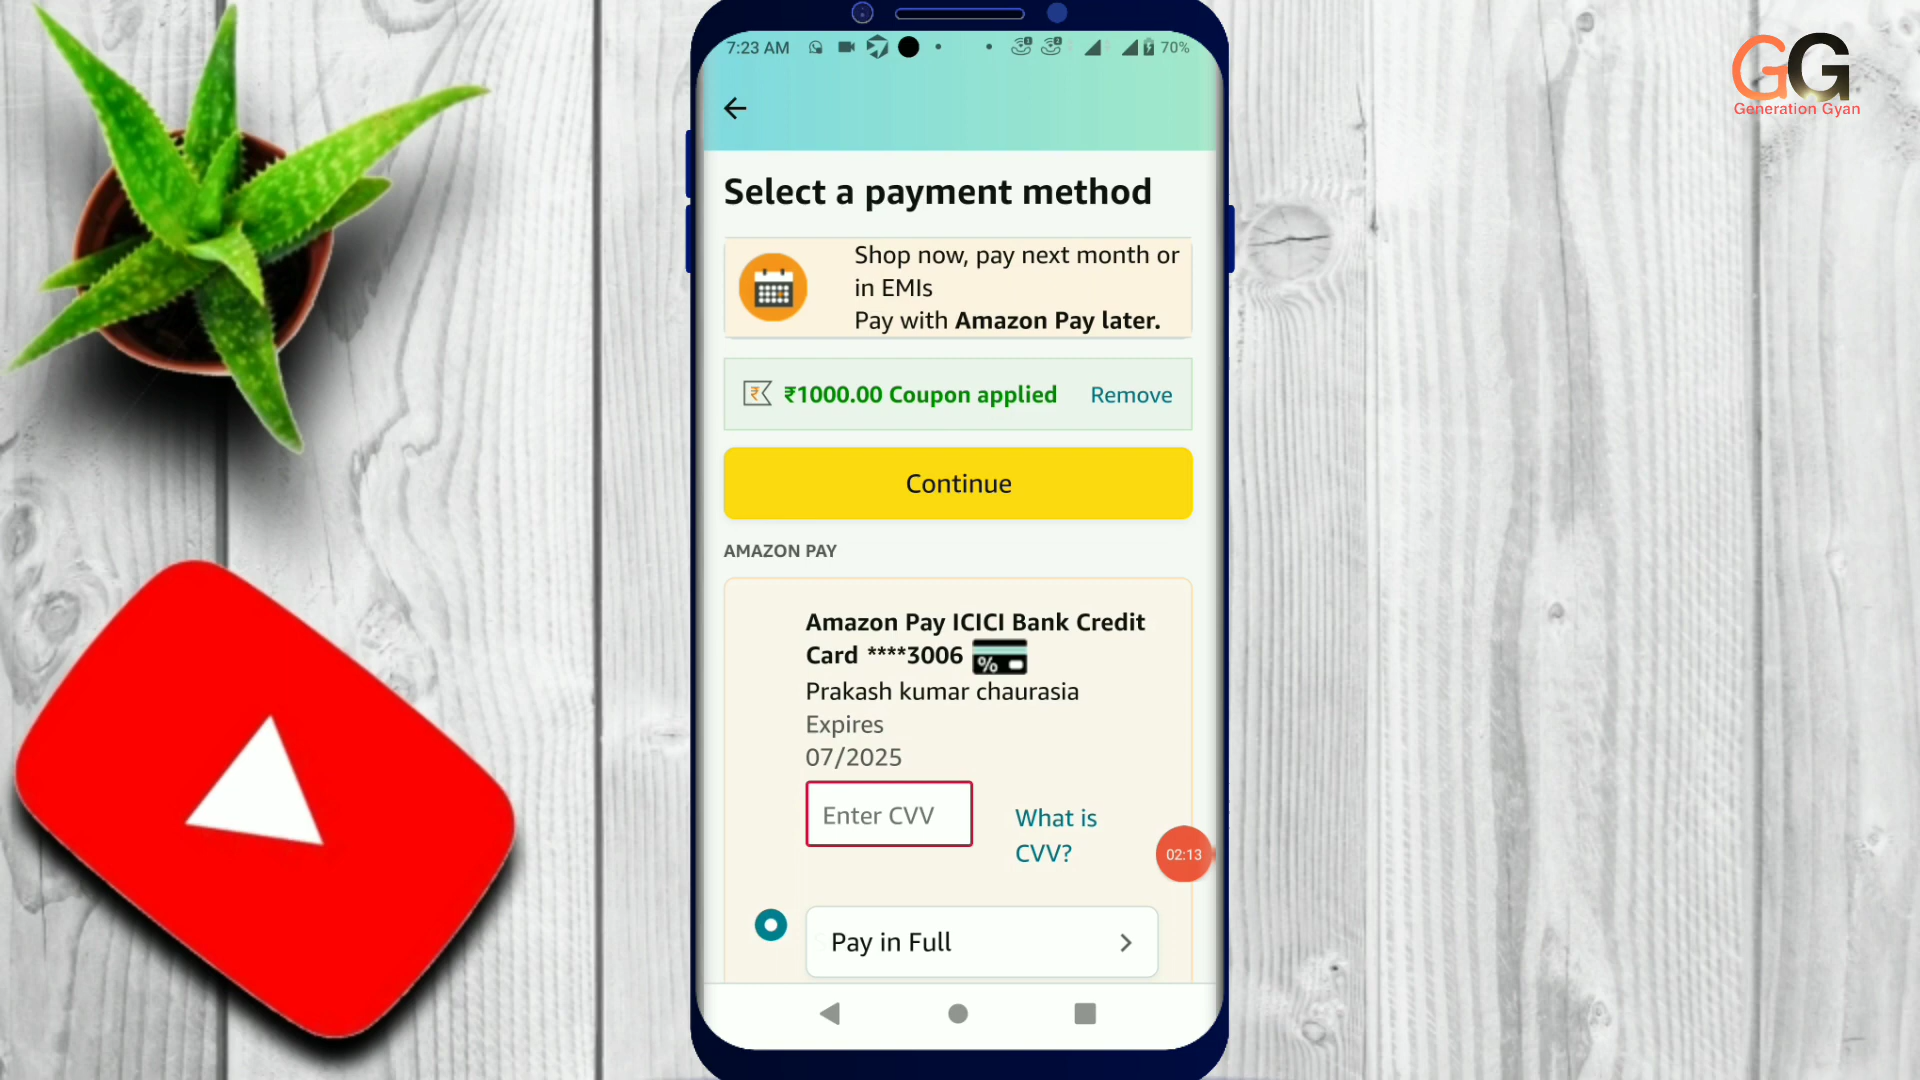 7:23 AM
70%
GG
Generation Gyan
Select a payment method
Shop now, pay next month or
in EMIs
Pay with Amazon Pay later.
₹1000.00 Coupon applied
Remove
Continue
AMAZON PAY
Amazon Pay ICICI Bank Credit
Card ****3006
%
Prakash kumar chaurasia
Expires
07/2025
Enter CVV
What is
CVV?
02:13
Pay in Full